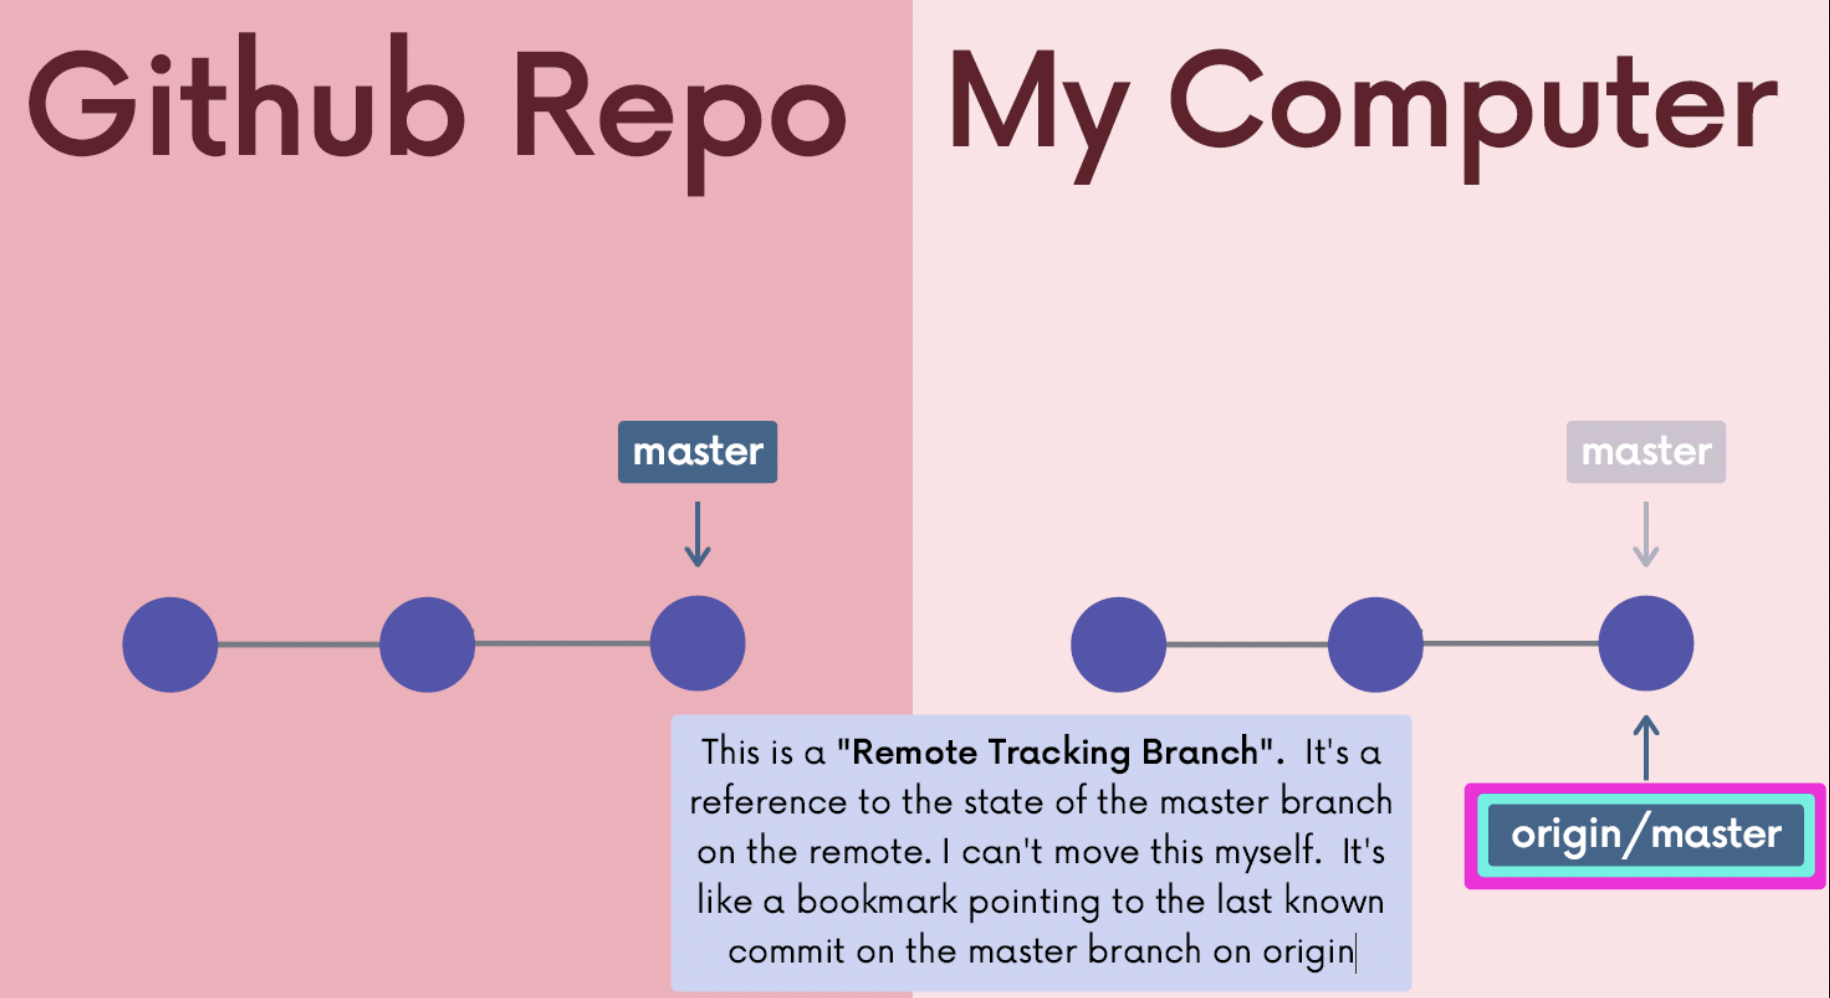 Github Repo
My Computer
master
master
This is a "Remote Tracking Branch".  It's a
reference to the state of the master branch
on the remote. I can't move this myself.  It's
like a bookmark pointing to the last known
commit on the master branch on origin
origin/master